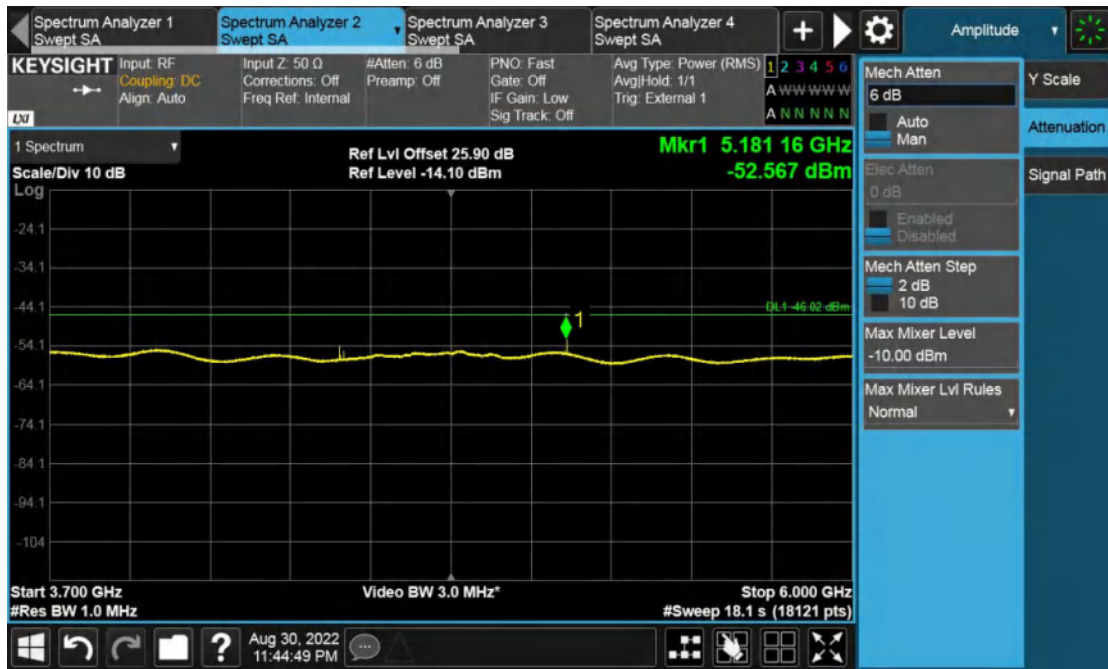 Spectrum Analyzer 1
Swept SA
Spectrum Analyzer 2
Swept SA
Spectrum Analyzer 3
Swept SA
Spectrum Analyzer 4
Swept SA
+
Amplitude
KEYSIGHT
LXI
Input: RF
Coupling: DC
Align: Auto
Input Z: 50 Ω
Corrections: Off
Freq Ref: Internal
#Atten: 6 dB
Preamp: Off
PNO: Fast
Gate: Off
IF Gain: Low
Sig Track: Off
Avg Type: Power (RMS)
Avg|Hold: 1/1
Trig: External 1
1 2 3 4 5 6
A W W W W W
A N N N N N
1 Spectrum
Scale/Div 10 dB
Log
Ref Lvl Offset 25.90 dB
Ref Level -14.10 dBm
Mkr1 5.181 16 GHz
-52.567 dBm
-24.1
-34.1
-44.1
DL1 -46.02 dBm
1
-54.1
-64.1
-74.1
-84.1
-94.1
-104
Start 3.700 GHz
#Res BW 1.0 MHz
Video BW 3.0 MHz*
Stop 6.000 GHz
#Sweep 18.1 s (18121 pts)
Mech Atten
6 dB
Auto
Man
Elec Atten
0 dB
Enabled
Disabled
Mech Atten Step
2 dB
10 dB
Max Mixer Level
-10.00 dBm
Max Mixer Lvl Rules
Normal
Y Scale
Attenuation
Signal Path
?
Aug 30, 2022
11:44:49 PM